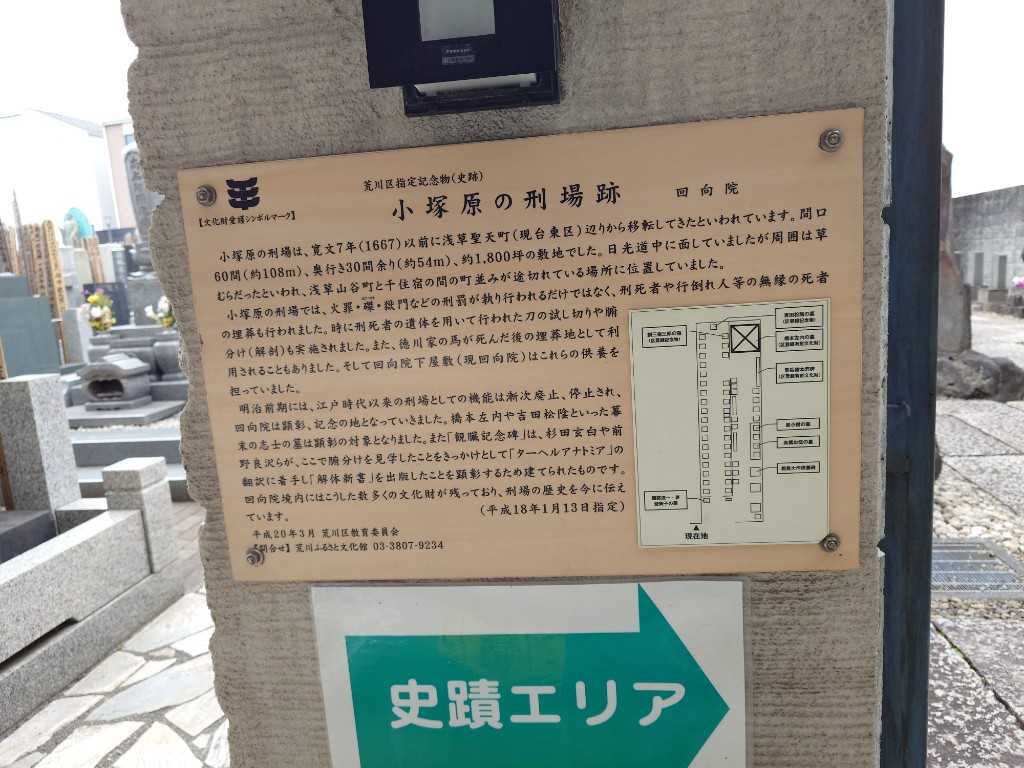 荒川区指定記念物(史跡)
小塚原の刑場跡 回向院
【文化財愛護シンボルマーク】
小塚原の刑場は、寛文7年(1667)以前に浅草聖天町(現台東区)辺りから移転してきたといわれています。間口
60間(約108m)、奥行き30間余り(約54m)、約1,800坪の敷地でした。日光道中に面していましたが周囲は草
むらだったといわれ、浅草山谷町と千住宿の間の町並みが途切れている場所に位置していました。
小塚原の刑場では、火罪・磔・獄門などの刑罰が執り行われるだけではなく、刑死者や行倒れ人等の無縁の死者
の埋葬も行われました。時に刑死者の遺体を用いて行われた刀の試し切りや腑
分け(解剖)も実施されました。また、徳川家の馬が死んだ後の埋葬地として利
用されることもありました。そして回向院下屋敷(現回向院)はこれらの供養を
担っていました。
明治前期には、江戸時代以来の刑場としての機能は漸次廃止、停止され、
回向院は顕彰、記念の地となっていきました。橋本左内や吉田松陰といった幕
末の志士の墓は顕彰の対象となりました。また「観臓記念碑」は、杉田玄白や前
野良沢らが、ここで腑分けを見学したことをきっかけとして「ターヘルアナトミア」の
翻訳に着手し「解体新書」を出版したことを顕彰するため建てられたものです。
回向院境内にはこうした数多くの文化財が残っており、刑場の歴史を今に伝え
ています。 (平成18年1月13日指定)
平成20年3月 荒川区教育委員会
【問合せ】荒川ふるさと文化館 03-3807-9234
現在地
史蹟エリア